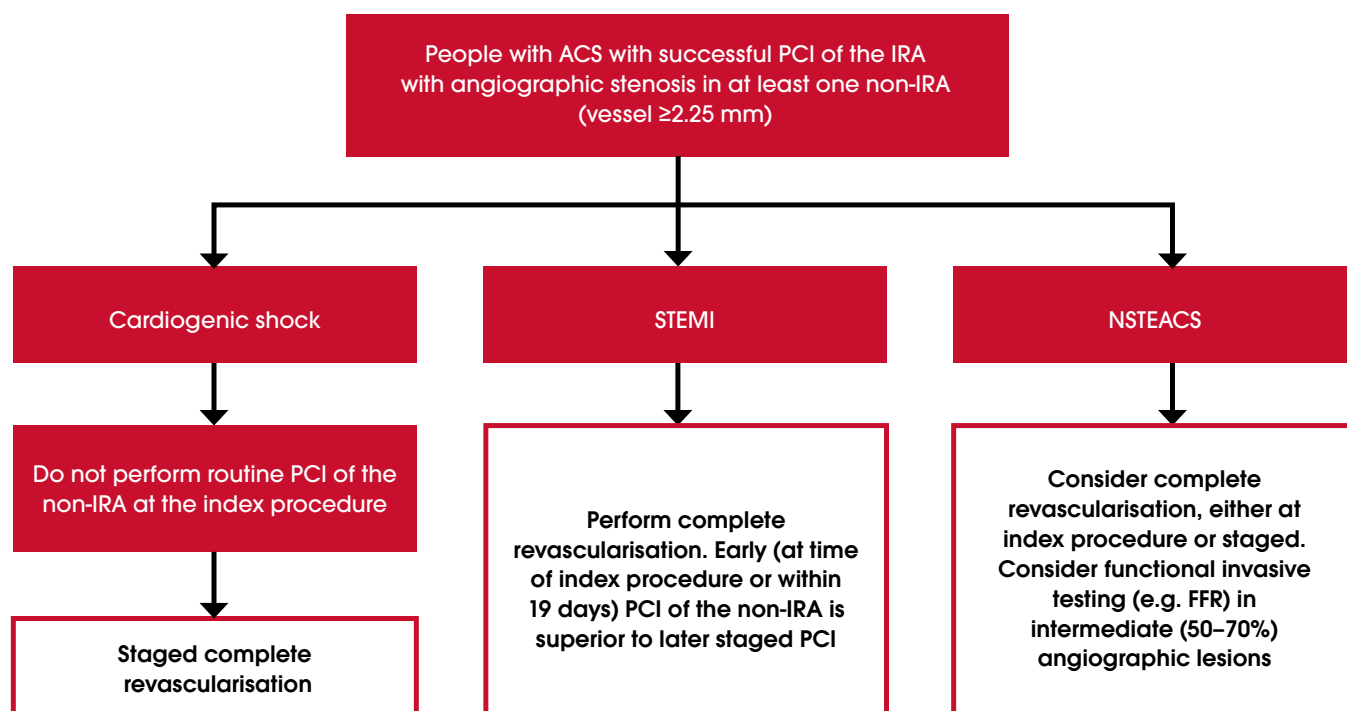 People with ACS with successful PCI of the IRA
with angiographic stenosis in at least one non-IRA
(vessel ≥2.25 mm)
Cardiogenic shock
Do not perform routine PCI of the
non-IRA at the index procedure
Staged complete
revascularisation
STEMI
Perform complete
revascularisation. Early (at time
of index procedure or within
19 days) PCI of the non-IRA is
superior to later staged PCI
NSTEACS
Consider complete
revascularisation, either at
index procedure or staged.
Consider functional invasive
testing (e.g. FFR) in
intermediate (50–70%)
angiographic lesions